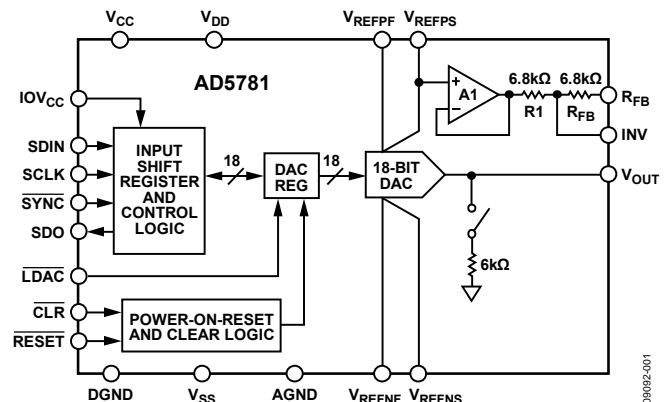 VCC
VDD
VREFPF
VREFPS
AD5781
IOVCC
SDIN
SCLK
SYNC
SDO
LDAC
CLR
RESET
INPUT
SHIFT
REGISTER
AND
CONTROL
LOGIC
18
DAC
REG
18
18-BIT
DAC
A1
+
–
6.8kΩ
R1
6.8kΩ
RFB
RFB
INV
VOUT
6kΩ
POWER-ON-RESET
AND CLEAR LOGIC
DGND
VSS
AGND
VREFNF
VREFNS
09092-001